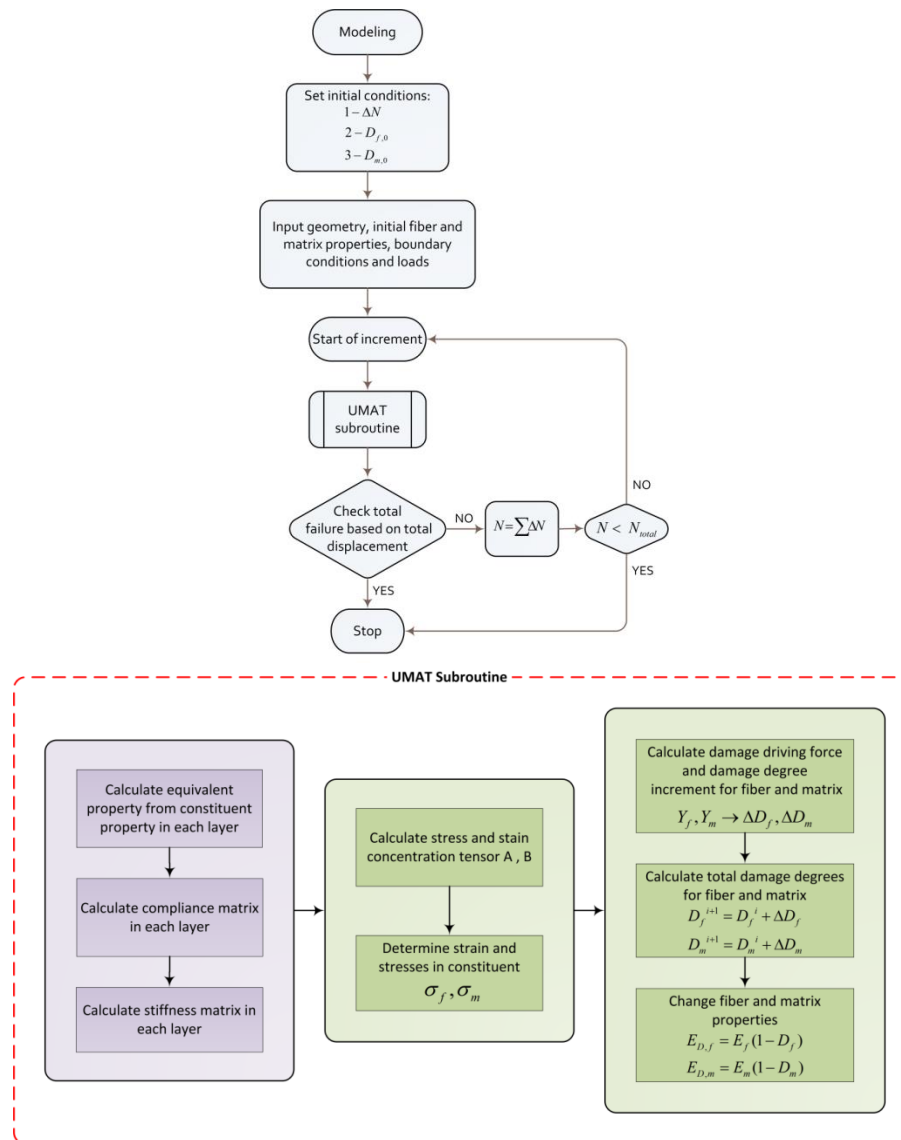 Modeling
Set initial conditions:
1 − ΔN
2 − D_{f,0}
3 − D_{m,0}
Input geometry, initial fiber and
matrix properties, boundary
conditions and loads
Start of increment
UMAT
subroutine
Check total
failure based on total
displacement
NO
N = ∑ΔN
N < N_{total}
NO
YES
YES
Stop
UMAT Subroutine
Calculate equivalent
property from constituent
property in each layer
Calculate compliance matrix
in each layer
Calculate stiffness matrix in
each layer
Calculate stress and stain
concentration tensor A , B
Determine strain and
stresses in constituent
σ_f , σ_m
Calculate damage driving force
and damage degree
increment for fiber and matrix
Y_f , Y_m → ΔD_f , ΔD_m
Calculate total damage degrees
for fiber and matrix
D_f^{i+1} = D_f^i + ΔD_f
D_m^{i+1} = D_m^i + ΔD_m
Change fiber and matrix
properties
E_{D,f} = E_f (1 − D_f)
E_{D,m} = E_m (1 − D_m)